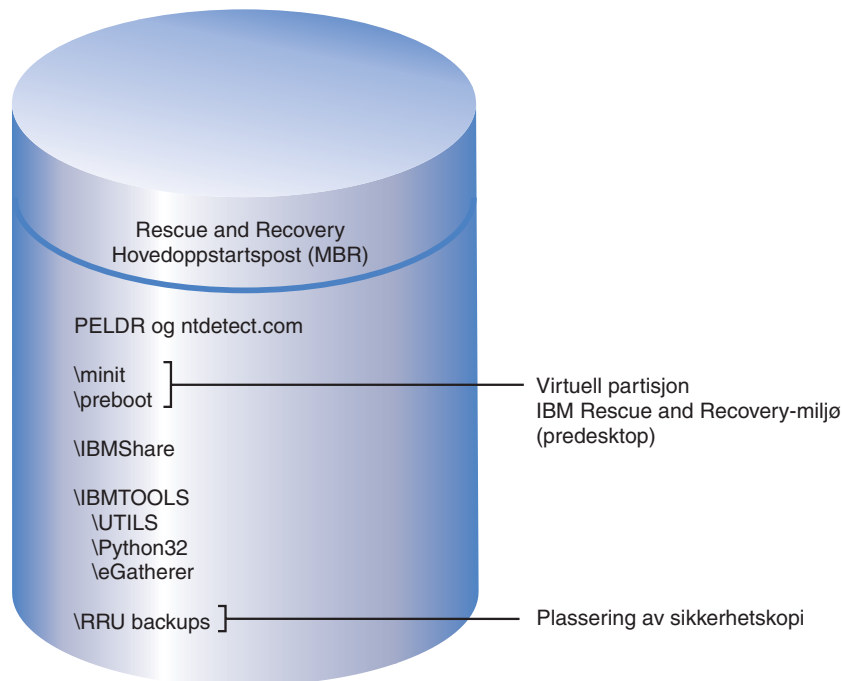 Rescue and Recovery
Hovedoppstartspost (MBR)
PELDR og ntdetect.com
\minit
\preboot
Virtuell partisjon
IBM Rescue and Recovery-miljø
(predesktop)
\IBMShare
\IBMTOOLS
\UTILS
\Python32
\eGatherer
\RRU backups
Plassering av sikkerhetskopi